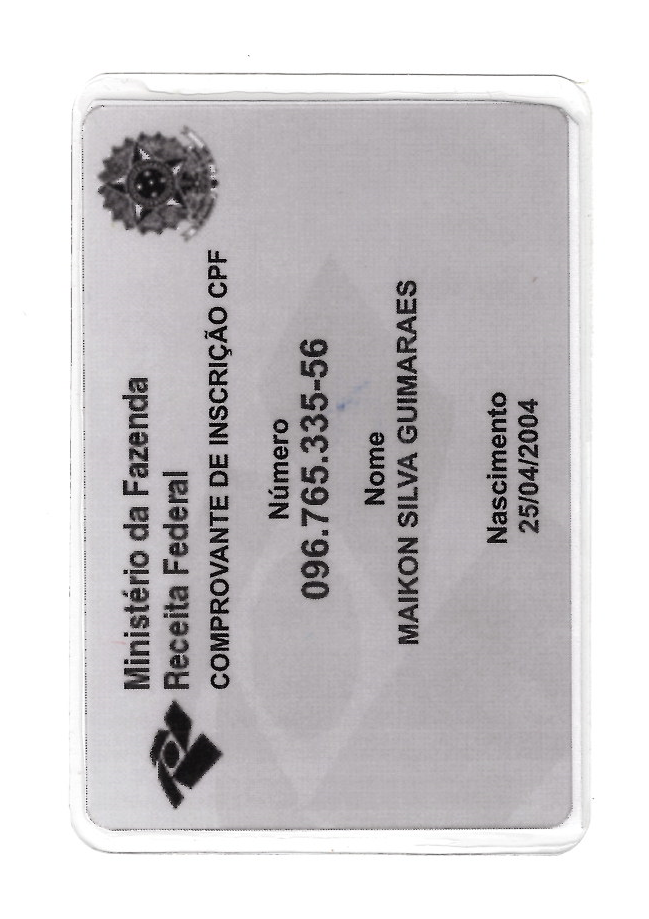 Ministério da Fazenda
Receita Federal
COMPROVANTE DE INSCRIÇÃO CPF
Número
096.765.335-56
Nome
MAIKON SILVA GUIMARAES
Nascimento
25/04/2004